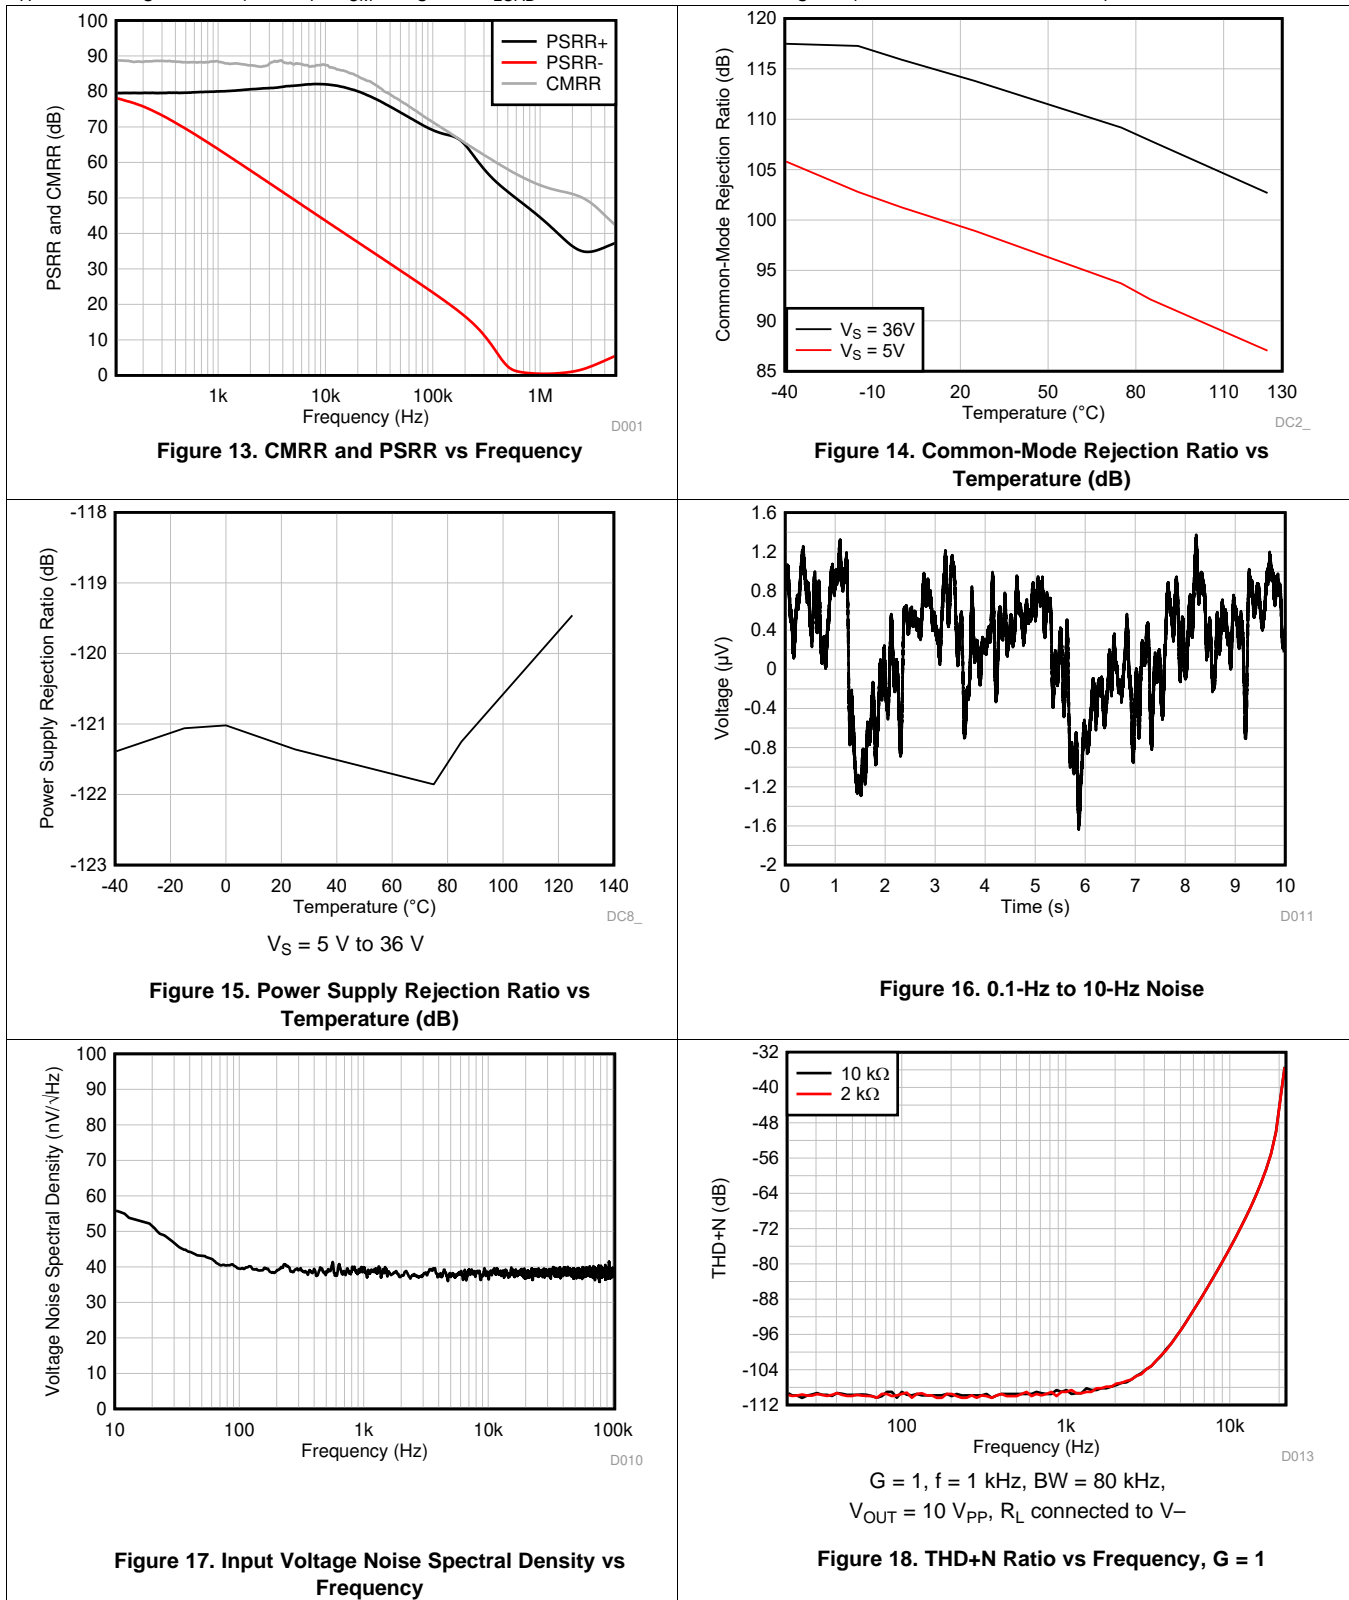 100
90
80
70
60
50
40
30
20
10
0
PSRR and CMRR (dB)
PSRR+
PSRR-
CMRR
1k
10k
100k
1M
Frequency (Hz)
D001
Figure 13. CMRR and PSRR vs Frequency
120
115
110
105
100
95
90
85
Common-Mode Rejection Ratio (dB)
VS = 36V
VS = 5V
-40
-10
20
50
80
110
130
Temperature (°C)
DC2_
Figure 14. Common-Mode Rejection Ratio vs
Temperature (dB)
-118
-119
-120
-121
-122
-123
Power Supply Rejection Ratio (dB)
-40
-20
0
20
40
60
80
100
120
140
Temperature (°C)
DC8_
VS = 5 V to 36 V
Figure 15. Power Supply Rejection Ratio vs
Temperature (dB)
1.6
1.2
0.8
0.4
0
-0.4
-0.8
-1.2
-1.6
-2
Voltage (µV)
0
1
2
3
4
5
6
7
8
9
10
Time (s)
D011
Figure 16. 0.1-Hz to 10-Hz Noise
100
90
80
70
60
50
40
30
20
10
0
Voltage Noise Spectral Density (nV/√Hz)
10
100
1k
10k
100k
Frequency (Hz)
D010
Figure 17. Input Voltage Noise Spectral Density vs
Frequency
-32
-40
-48
-56
-64
-72
-80
-88
-96
-104
-112
THD+N (dB)
10 kΩ
2 kΩ
100
1k
10k
Frequency (Hz)
D013
G = 1, f = 1 kHz, BW = 80 kHz,
VOUT = 10 VPP, RL connected to V–
Figure 18. THD+N Ratio vs Frequency, G = 1